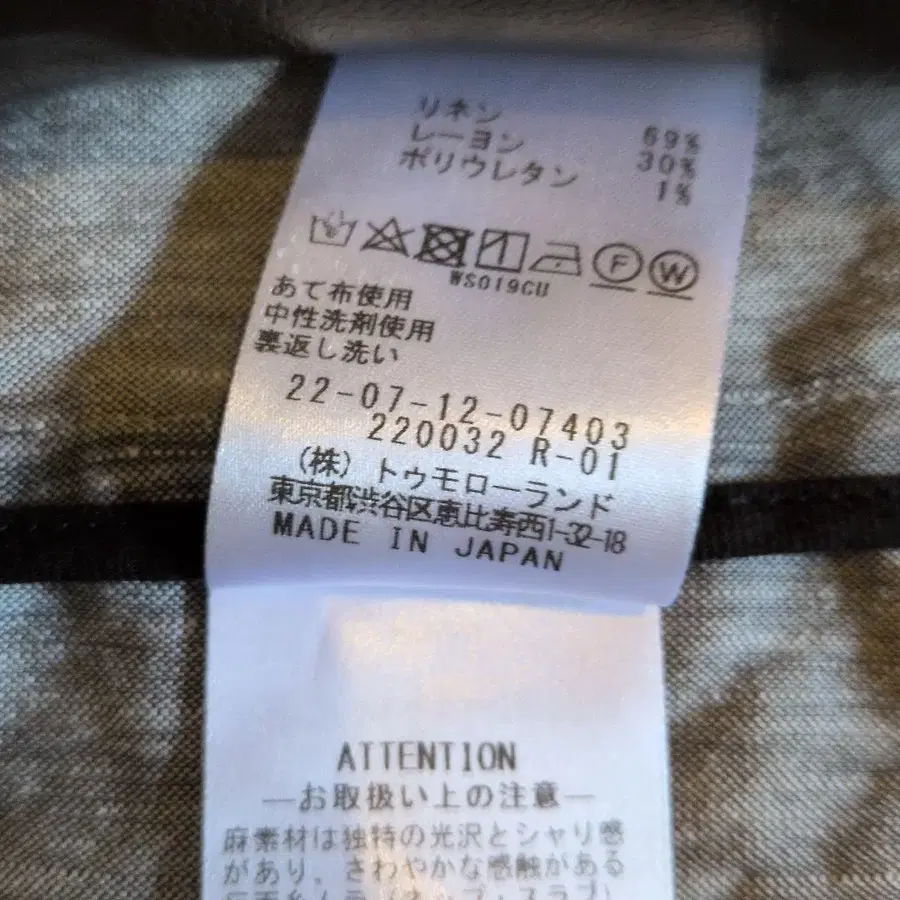 リネン 69%
レーヨン 30%
ポリウレタン 1%
F W
WS019CU
あて布使用
中性洗剤使用
裏返し洗い
22-07-12-07403
220032 R-01
(株) トゥモローランド
東京都渋谷区恵比寿西1-32-18
MADE IN JAPAN
ATTENTION
―お取扱い上の注意―
麻素材は独特の光沢とシャリ感
があり、さわやかな感触がある